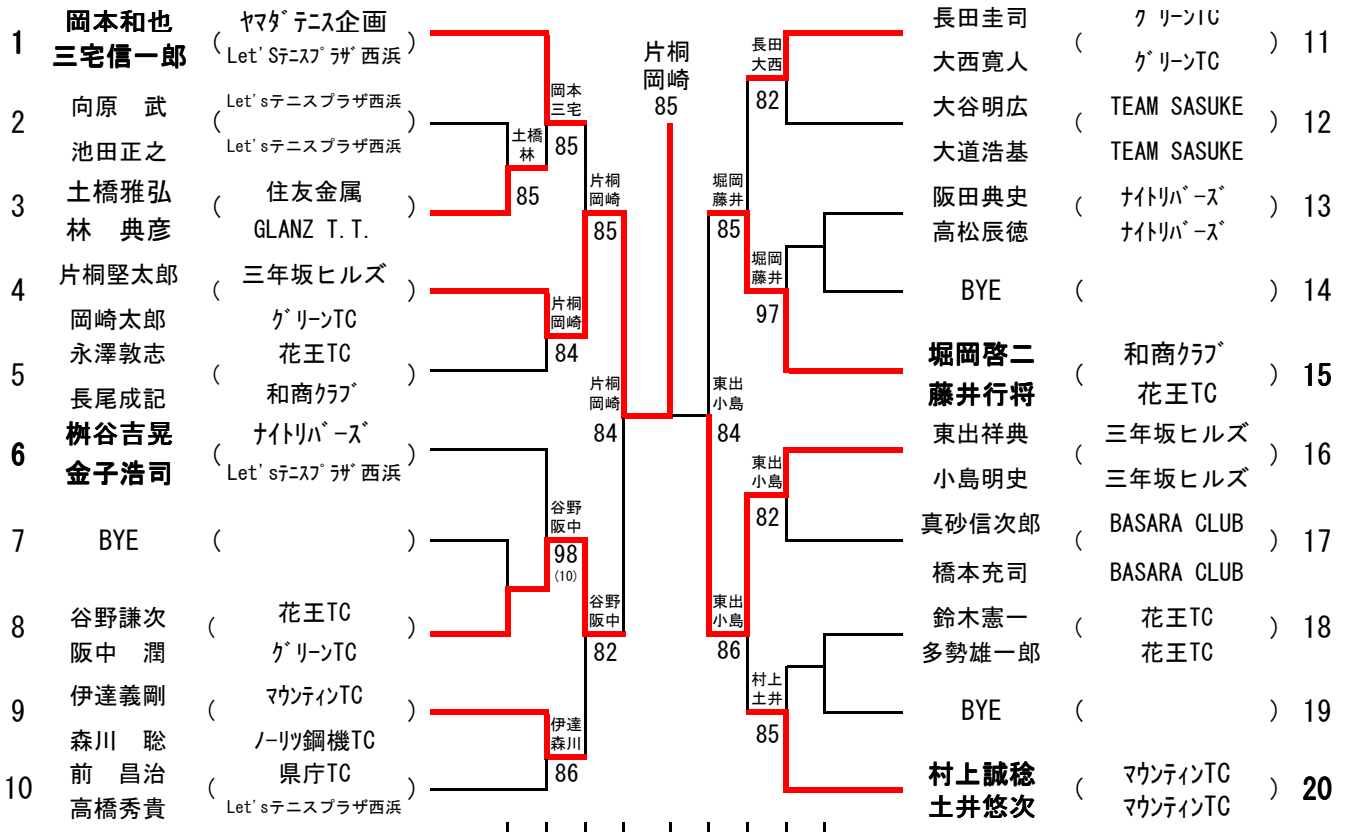 1 岡本和也 ( ヤマダテニス企画 )
三宅信一郎 Let'Sテニスプラザ西浜
2 向原 武 ( Let'sテニスプラザ西浜 )
池田正之 Let'sテニスプラザ西浜
3 土橋雅弘 ( 住友金属 )
林 典彦 GLANZ T.T.
4 片桐堅太郎 ( 三年坂ヒルズ )
岡崎太郎 グリーンTC
5 永澤敦志 ( 花王TC )
長尾成記 和商クラブ
6 桝谷吉晃 ( ナイトリバーズ )
金子浩司 Let'sテニスプラザ西浜
7 BYE ( )
8 谷野謙次 ( 花王TC )
阪中 潤 グリーンTC
9 伊達義剛 ( マウンティンTC )
森川 聡 ノーリツ鋼機TC
10 前 昌治 ( 県庁TC )
高橋秀貴 Let'sテニスプラザ西浜
土橋
林
85
岡本
三宅
85
片桐
岡崎
84
片桐
岡崎
85
谷野
阪中
98
(10)
伊達
森川
86
谷野
阪中
82
片桐
岡崎
84
片桐
岡崎
85
東出
小島
84
堀岡
藤井
85
東出
小島
86
長田
大西
82
堀岡
藤井
97
東出
小島
82
村上
土井
85
長田圭司 ( グリーンTC ) 11
大西寛人 グリーンTC
大谷明広 ( TEAM SASUKE ) 12
大道浩基 TEAM SASUKE
阪田典史 ( ナイトリバーズ ) 13
高松辰徳 ナイトリバーズ
BYE ( ) 14
堀岡啓二 ( 和商クラブ ) 15
藤井行将 花王TC
東出祥典 ( 三年坂ヒルズ ) 16
小島明史 三年坂ヒルズ
真砂信次郎 ( BASARA CLUB ) 17
橋本充司 BASARA CLUB
鈴木憲一 ( 花王TC ) 18
多勢雄一郎 花王TC
BYE ( ) 19
村上誠稔 ( マウンティンTC ) 20
土井悠次 マウンティンTC